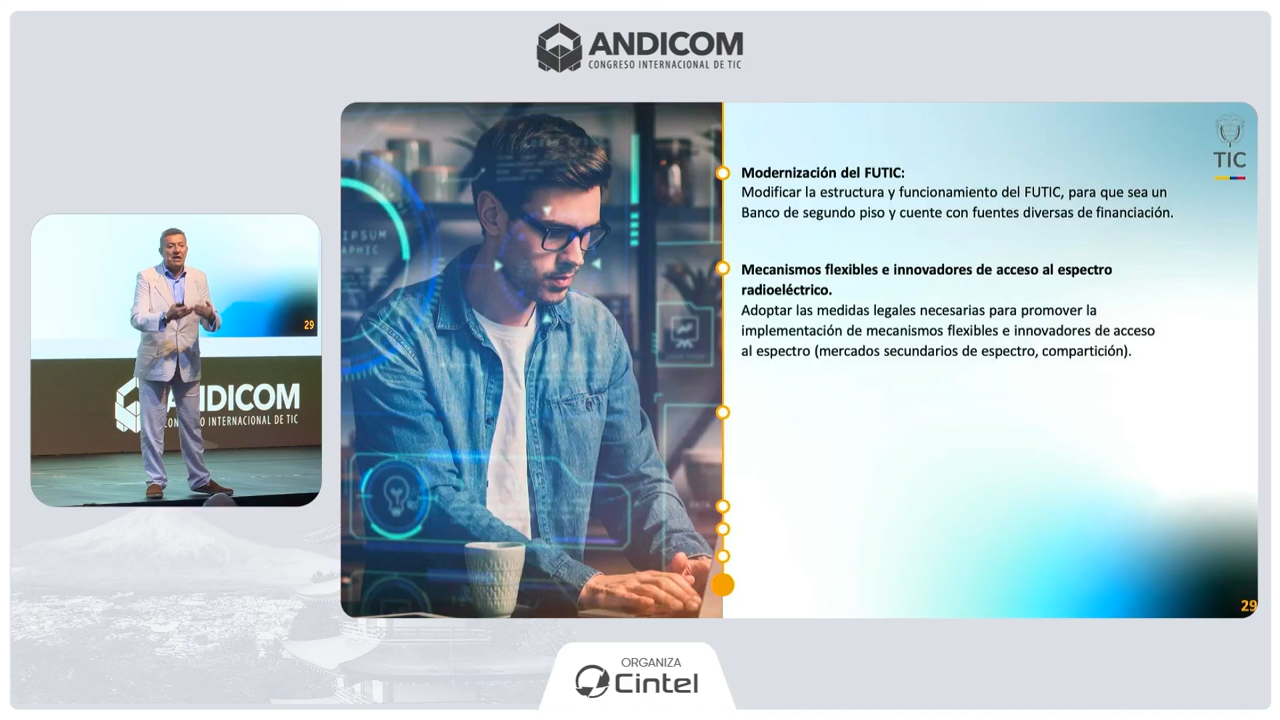 ANDICOM
CONGRESO INTERNACIONAL DE TIC
TIC
Modernización del FUTIC:
Modificar la estructura y funcionamiento del FUTIC, para que sea un
Banco de segundo piso y cuente con fuentes diversas de financiación.
Mecanismos flexibles e innovadores de acceso al espectro
radioeléctrico.
Adoptar las medidas legales necesarias para promover la
implementación de mecanismos flexibles e innovadores de acceso
al espectro (mercados secundarios de espectro, compartición).
29
29
ANDICOM
CONGRESO INTERNACIONAL DE TIC
ORGANIZA
Cintel